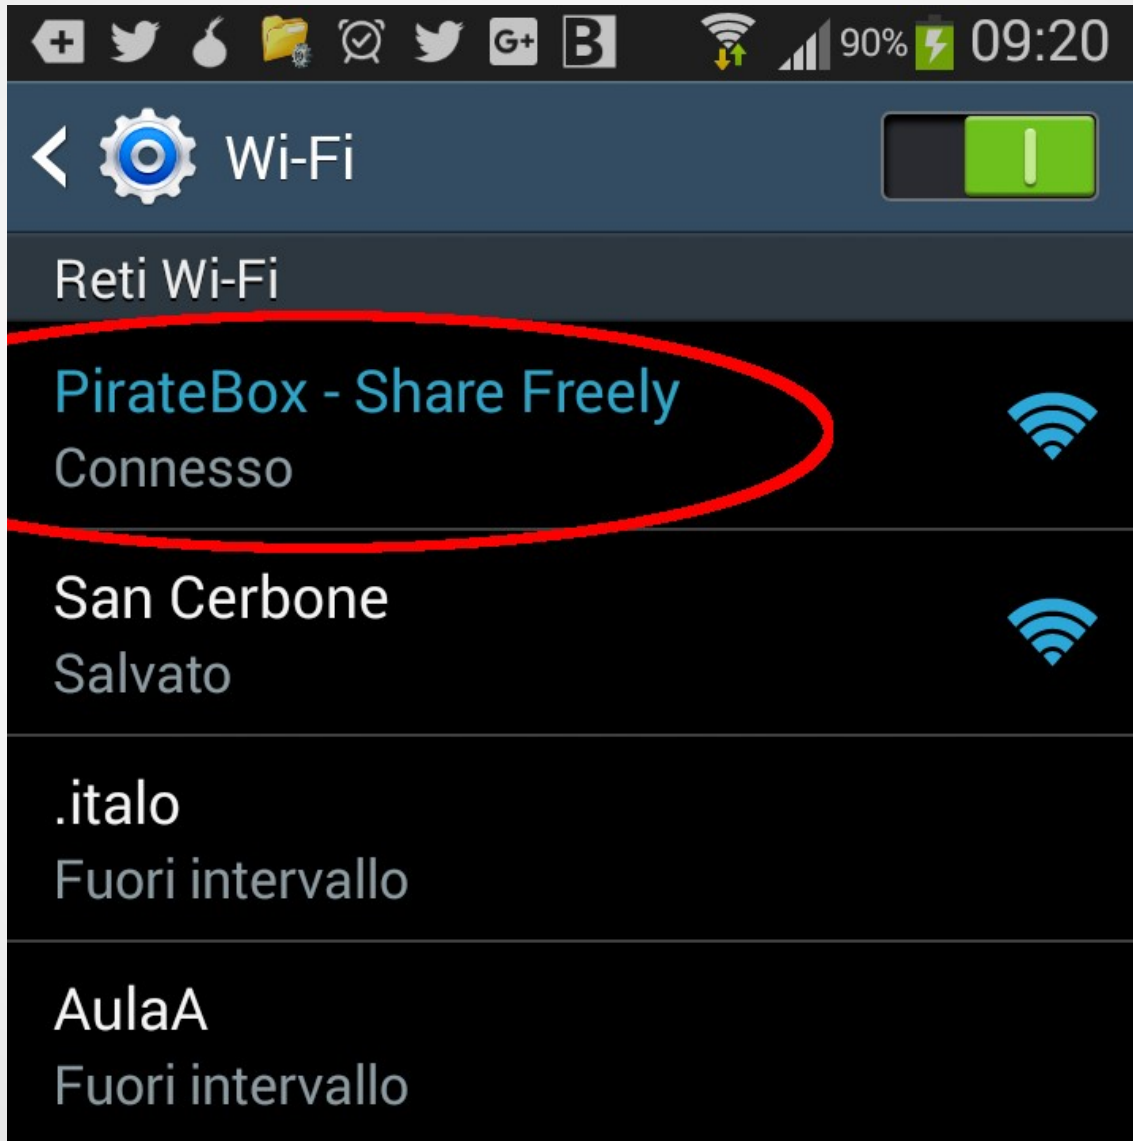 G+ B 90% 09:20
Wi-Fi
Reti Wi-Fi
PirateBox - Share Freely
Connesso
San Cerbone
Salvato
.italo
Fuori intervallo
AulaA
Fuori intervallo